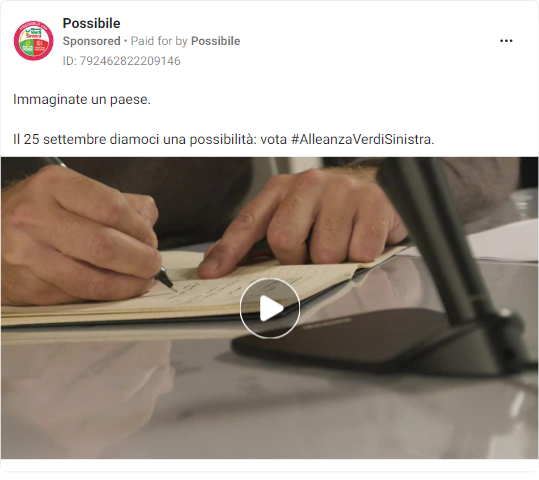 Possibile
Sponsored • Paid for by Possibile
ID: 792462822209146
Immaginate un paese.
Il 25 settembre diamoci una possibilità: vota #AlleanzaVerdiSinistra.